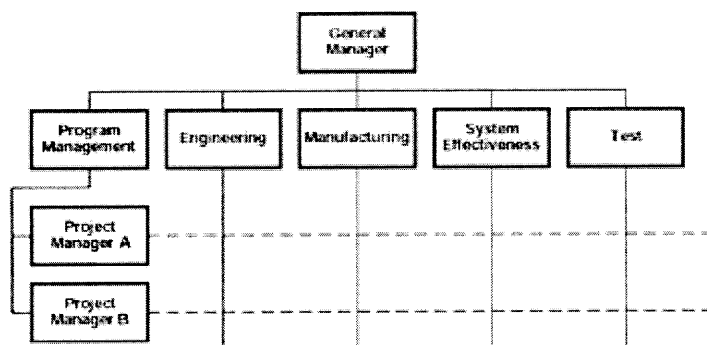 General
Manager
Program
Management
Engineering
Manufacturing
System
Effectiveness
Test
Project
Manager A
Project
Manager B